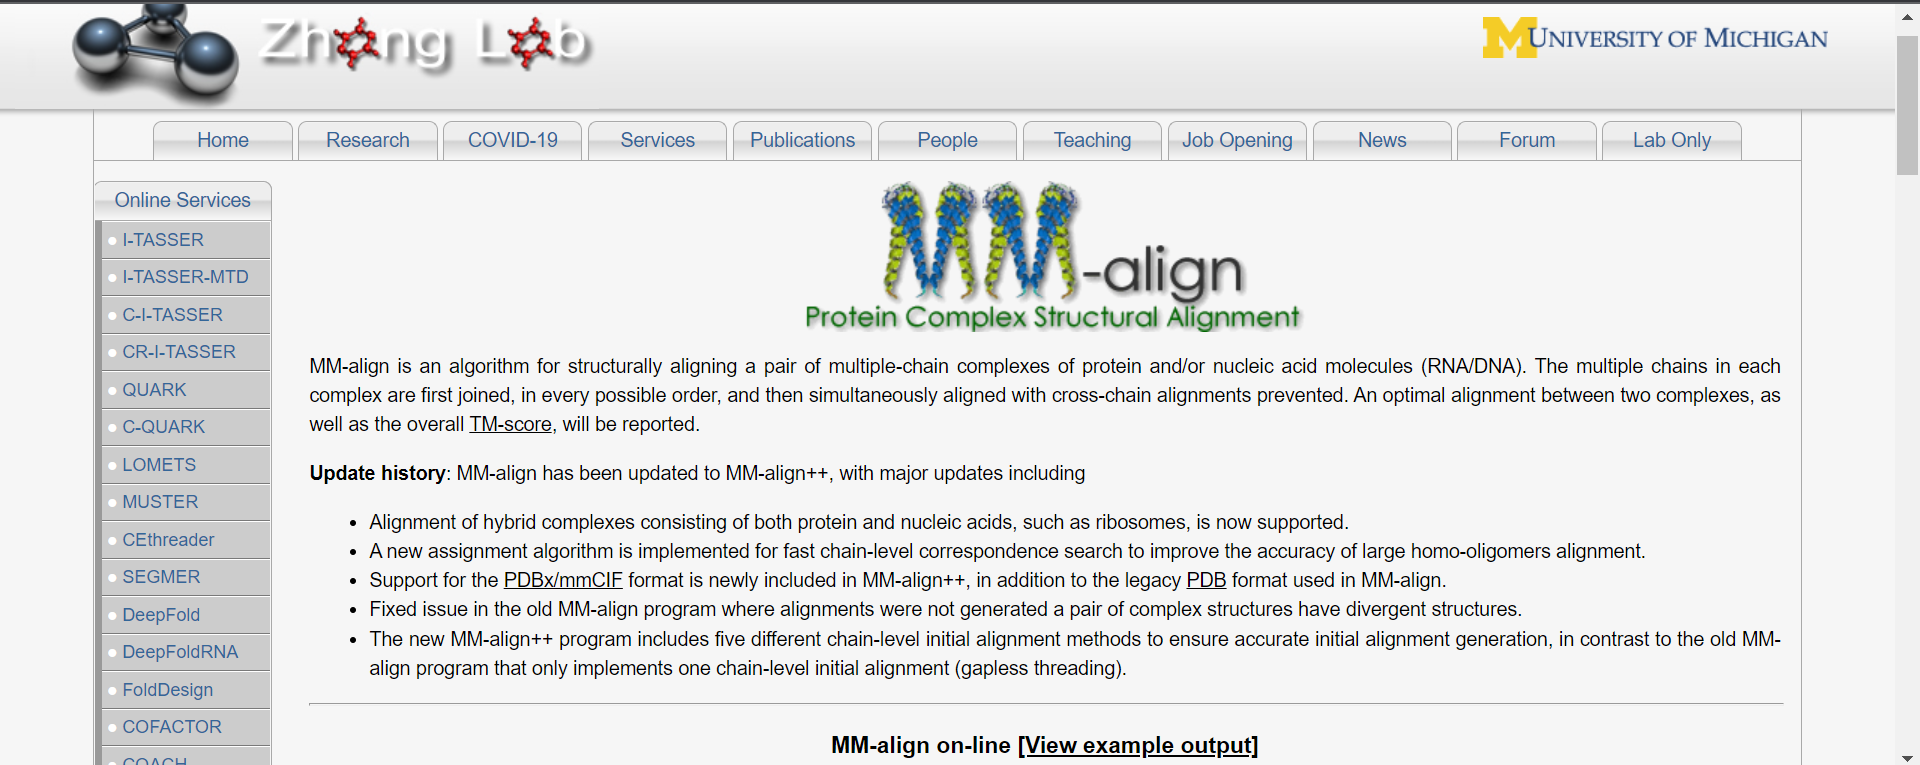 Zhang Lab
M UNIVERSITY OF MICHIGAN
Home
Research
COVID-19
Services
Publications
People
Teaching
Job Opening
News
Forum
Lab Only
Online Services
I-TASSER
I-TASSER-MTD
C-I-TASSER
CR-I-TASSER
QUARK
C-QUARK
LOMETS
MUSTER
CEthreader
SEGMER
DeepFold
DeepFoldRNA
FoldDesign
COFACTOR
COACH
MM-align
Protein Complex Structural Alignment
MM-align is an algorithm for structurally aligning a pair of multiple-chain complexes of protein and/or nucleic acid molecules (RNA/DNA). The multiple chains in each
complex are first joined, in every possible order, and then simultaneously aligned with cross-chain alignments prevented. An optimal alignment between two complexes, as
well as the overall TM-score, will be reported.
Update history: MM-align has been updated to MM-align++, with major updates including
• Alignment of hybrid complexes consisting of both protein and nucleic acids, such as ribosomes, is now supported.
• A new assignment algorithm is implemented for fast chain-level correspondence search to improve the accuracy of large homo-oligomers alignment.
• Support for the PDBx/mmCIF format is newly included in MM-align++, in addition to the legacy PDB format used in MM-align.
• Fixed issue in the old MM-align program where alignments were not generated a pair of complex structures have divergent structures.
• The new MM-align++ program includes five different chain-level initial alignment methods to ensure accurate initial alignment generation, in contrast to the old MM-
align program that only implements one chain-level initial alignment (gapless threading).
MM-align on-line [View example output]